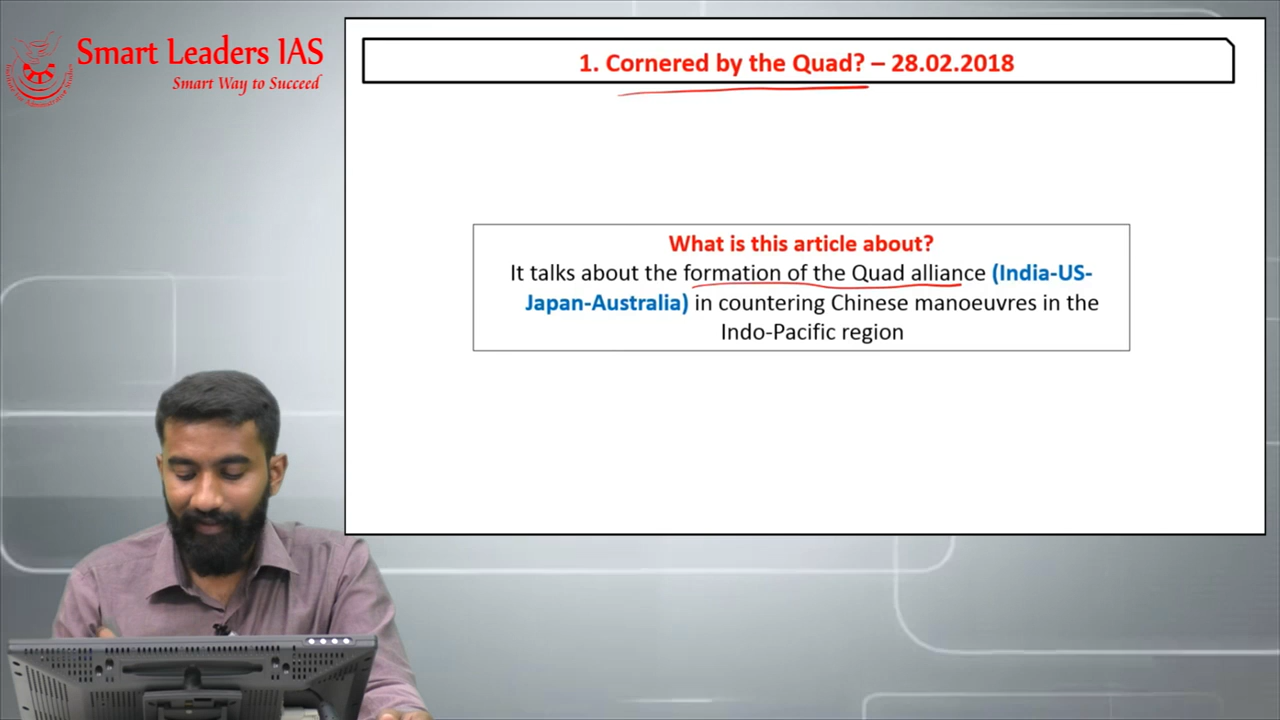 Smart Leaders IAS
Smart Way to Succeed
1. Cornered by the Quad? – 28.02.2018
What is this article about?
It talks about the formation of the Quad alliance (India-US-
Japan-Australia) in countering Chinese manoeuvres in the
Indo-Pacific region